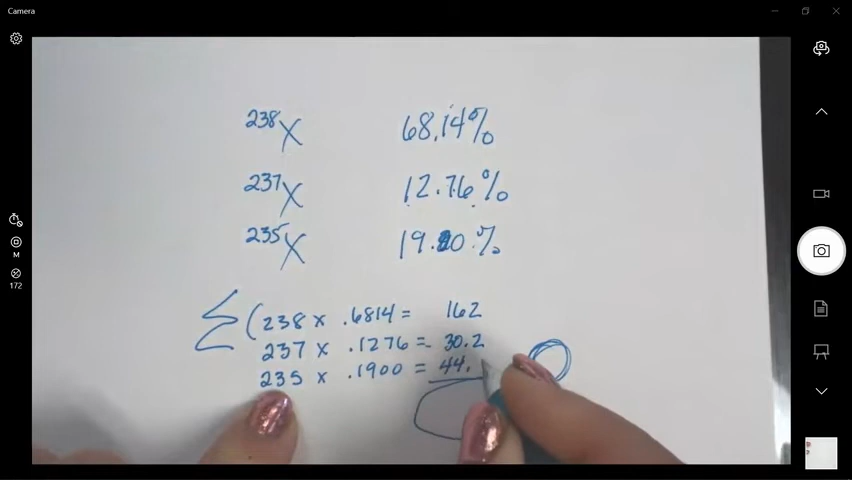 Camera
238X 68.14%
237X 12.76%
235X 19.10%
Σ(238 x .6814 = 162
237 x .1276 = 30.2
235 x .1900 = 44.
M
172